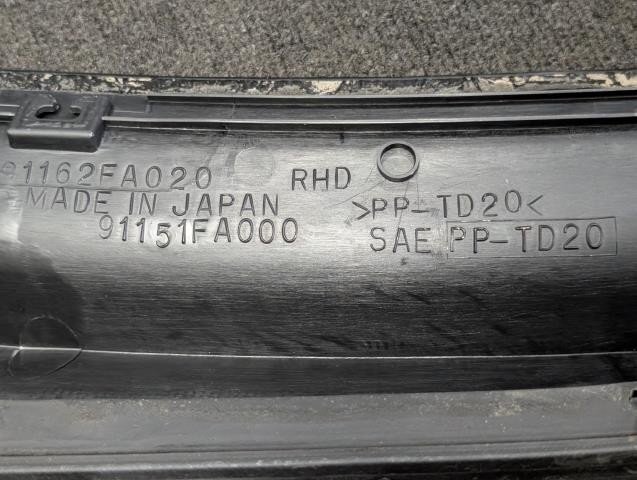 91162FA020 RHD
MADE IN JAPAN >PP-TD20<
91151FA000 SAE PP-TD20